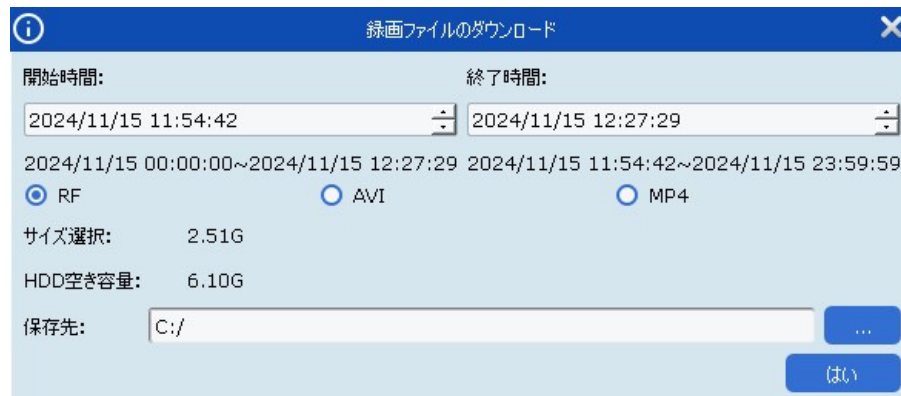 録画ファイルのダウンロード
開始時間: 終了時間:
2024/11/15 11:54:42 2024/11/15 12:27:29
2024/11/15 00:00:00~2024/11/15 12:27:29 2024/11/15 11:54:42~2024/11/15 23:59:59
RF AVI MP4
サイズ選択: 2.51G
HDD空き容量: 6.10G
保存先: C:/ ...
はい